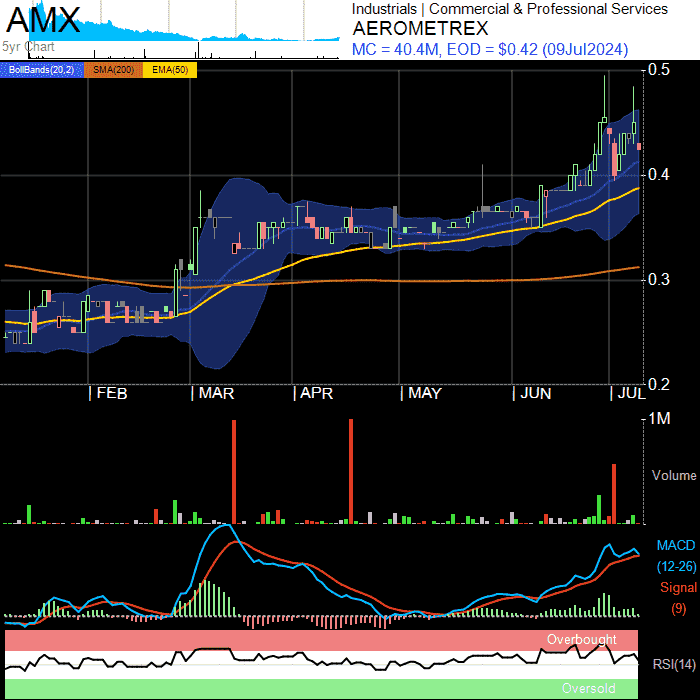 AMX
5yr Chart
Industrials | Commercial & Professional Services
AEROMETREX
MC = 40.4M, EOD = $0.42 (09Jul2024)
BollBands(20,2) SMA(200) EMA(50)
0.5
0.4
0.3
0.2
| FEB | MAR | APR | MAY | JUN | JUL
1M
Volume
MACD
(12-26)
Signal
(9)
Overbought
RSI(14)
Oversold